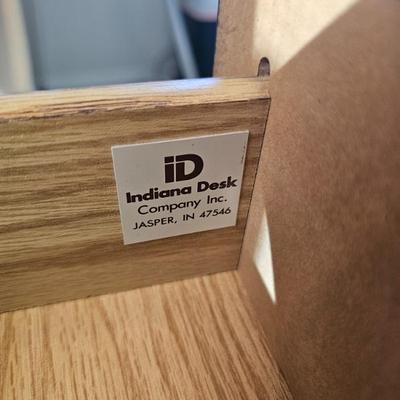 iD
Indiana Desk
Company Inc.
JASPER, IN 47546